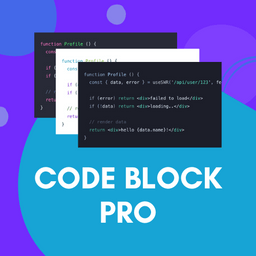 function Profile () {
function Profile () {
function Profile () {
const { data, error } = useSWR('/api/user/123', fe
if (error) return <div>failed to load</div>
if (!data) return <div>loading..</div>
// render data
return <div>hello {data.name}!</div>
}
CODE BLOCK
PRO